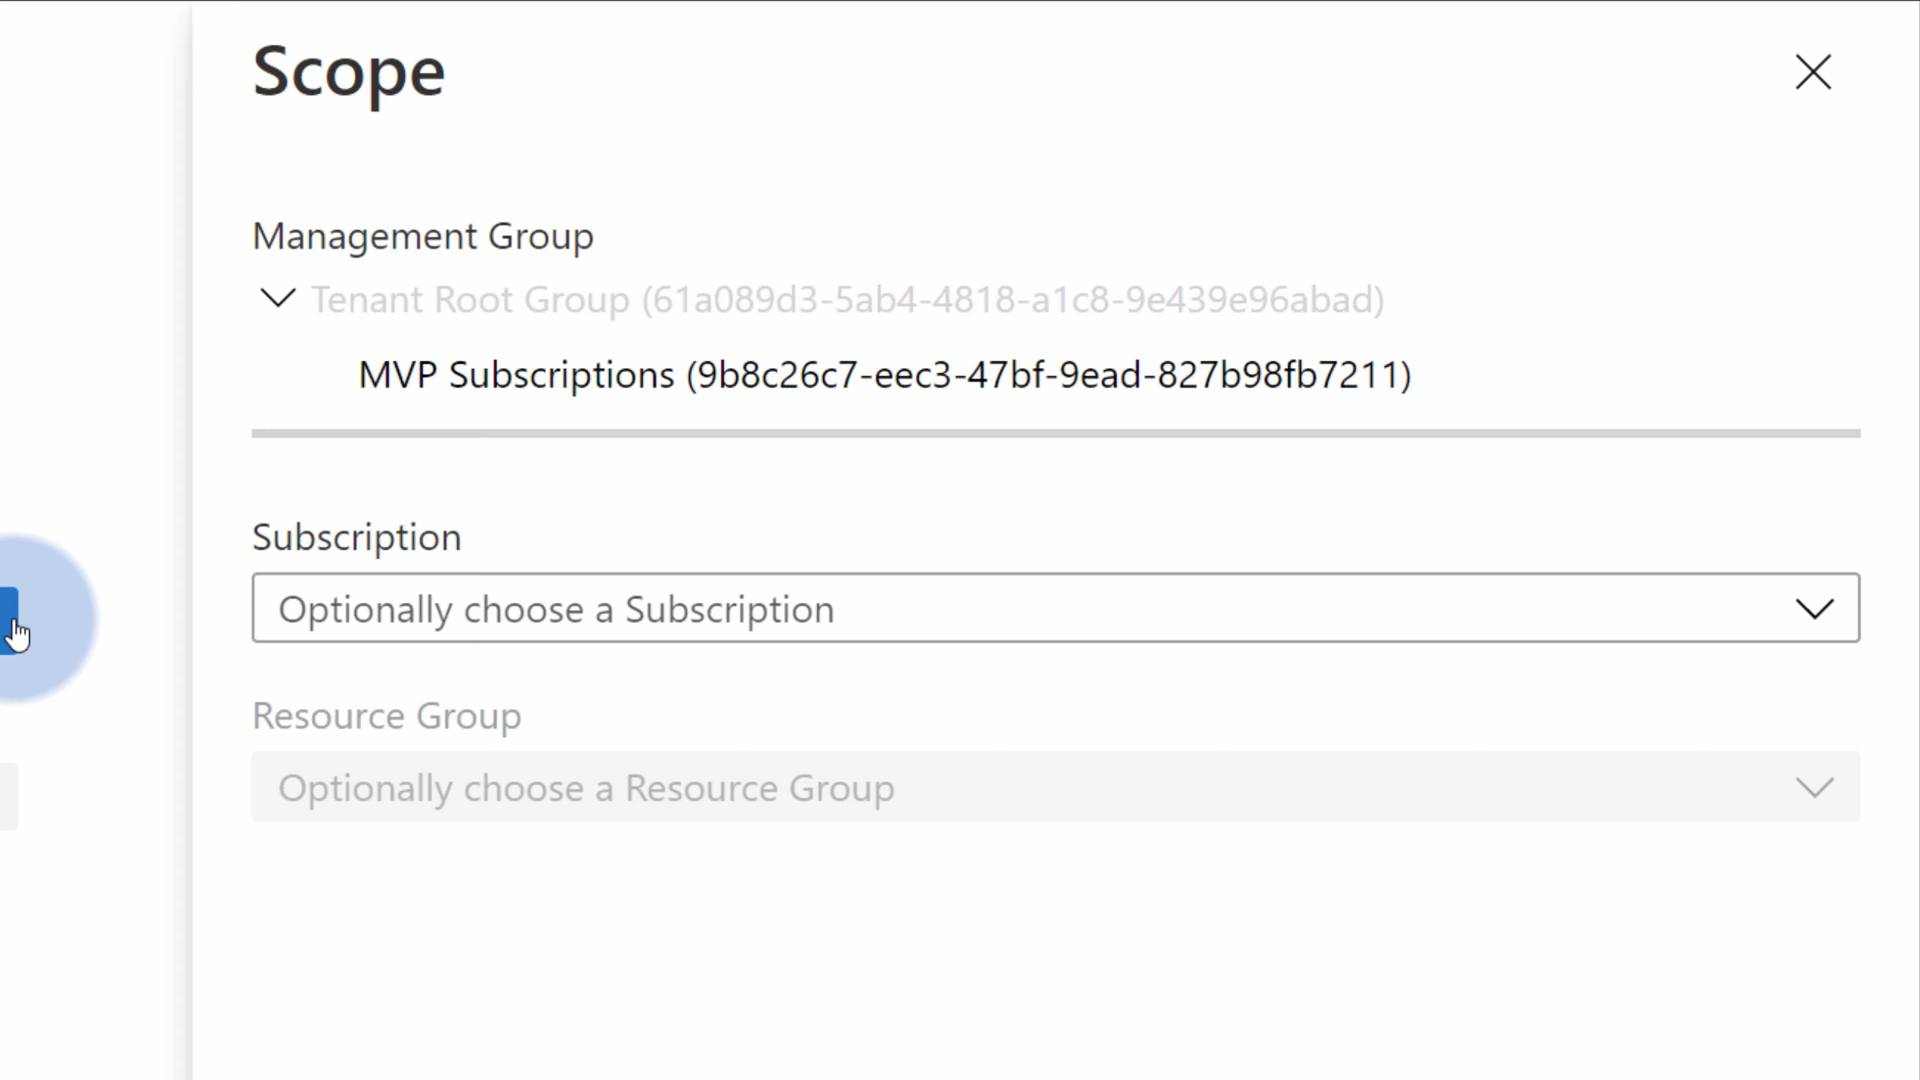 Scope
Management Group
Tenant Root Group (61a089d3-5ab4-4818-a1c8-9e439e96abad)
MVP Subscriptions (9b8c26c7-eec3-47bf-9ead-827b98fb7211)
Subscription
Optionally choose a Subscription
Resource Group
Optionally choose a Resource Group